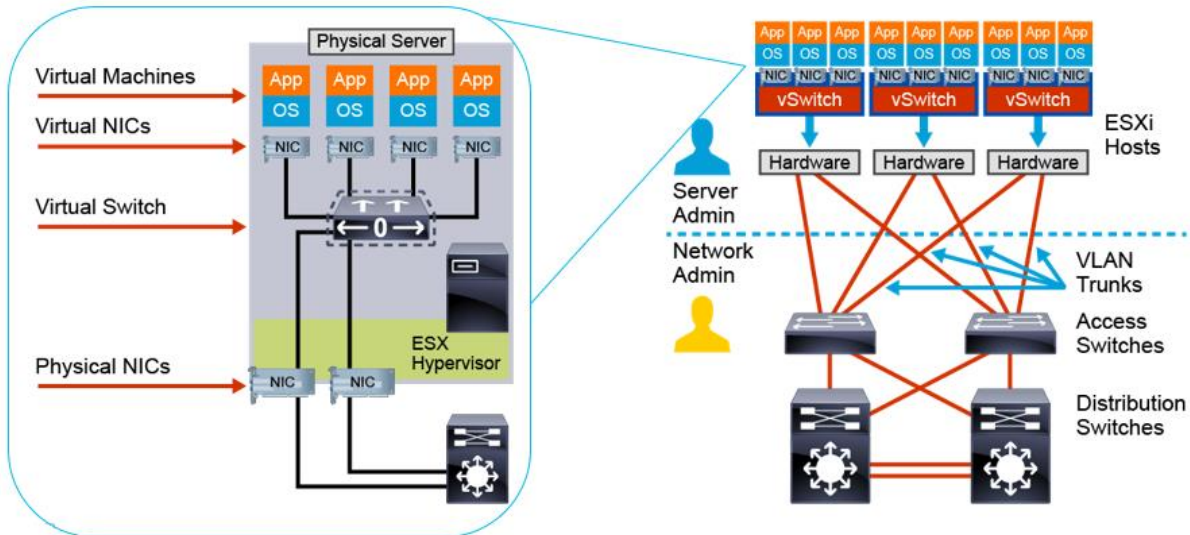 Physical Server
Virtual Machines
App App App App
OS OS OS OS
Virtual NICs
NIC NIC NIC NIC
Virtual Switch
0
ESX
Hypervisor
Physical NICs
NIC NIC
App App App App App App App App App
OS OS OS OS OS OS OS OS OS
NIC NIC NIC NIC NIC NIC NIC NIC NIC
vSwitch vSwitch vSwitch
ESXi
Hosts
Hardware Hardware Hardware
Server
Admin
Network
Admin
VLAN
Trunks
Access
Switches
Distribution
Switches